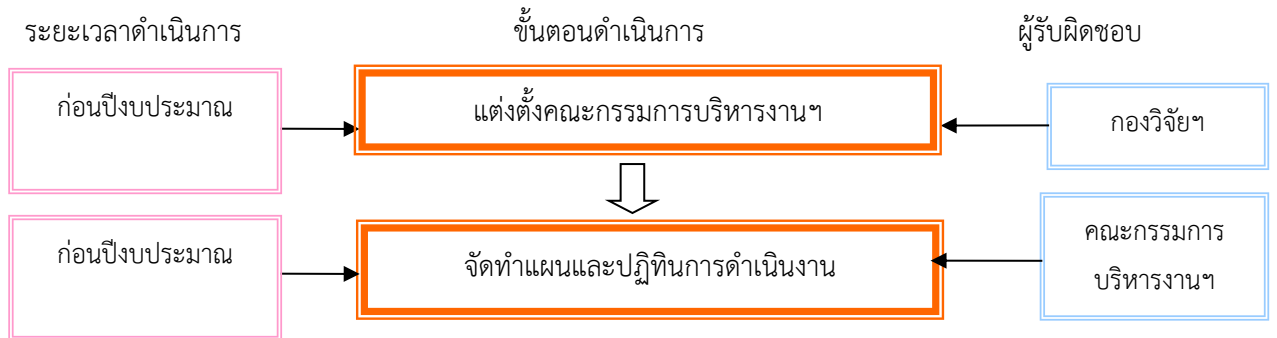 ระยะเวลาดำเนินการ ขั้นตอนดำเนินการ ผู้รับผิดชอบ
ก่อนปีงบประมาณ แต่งตั้งคณะกรรมการบริหารงานฯ กองวิจัยฯ
ก่อนปีงบประมาณ จัดทำแผนและปฏิทินการดำเนินงาน คณะกรรมการ
บริหารงานฯ